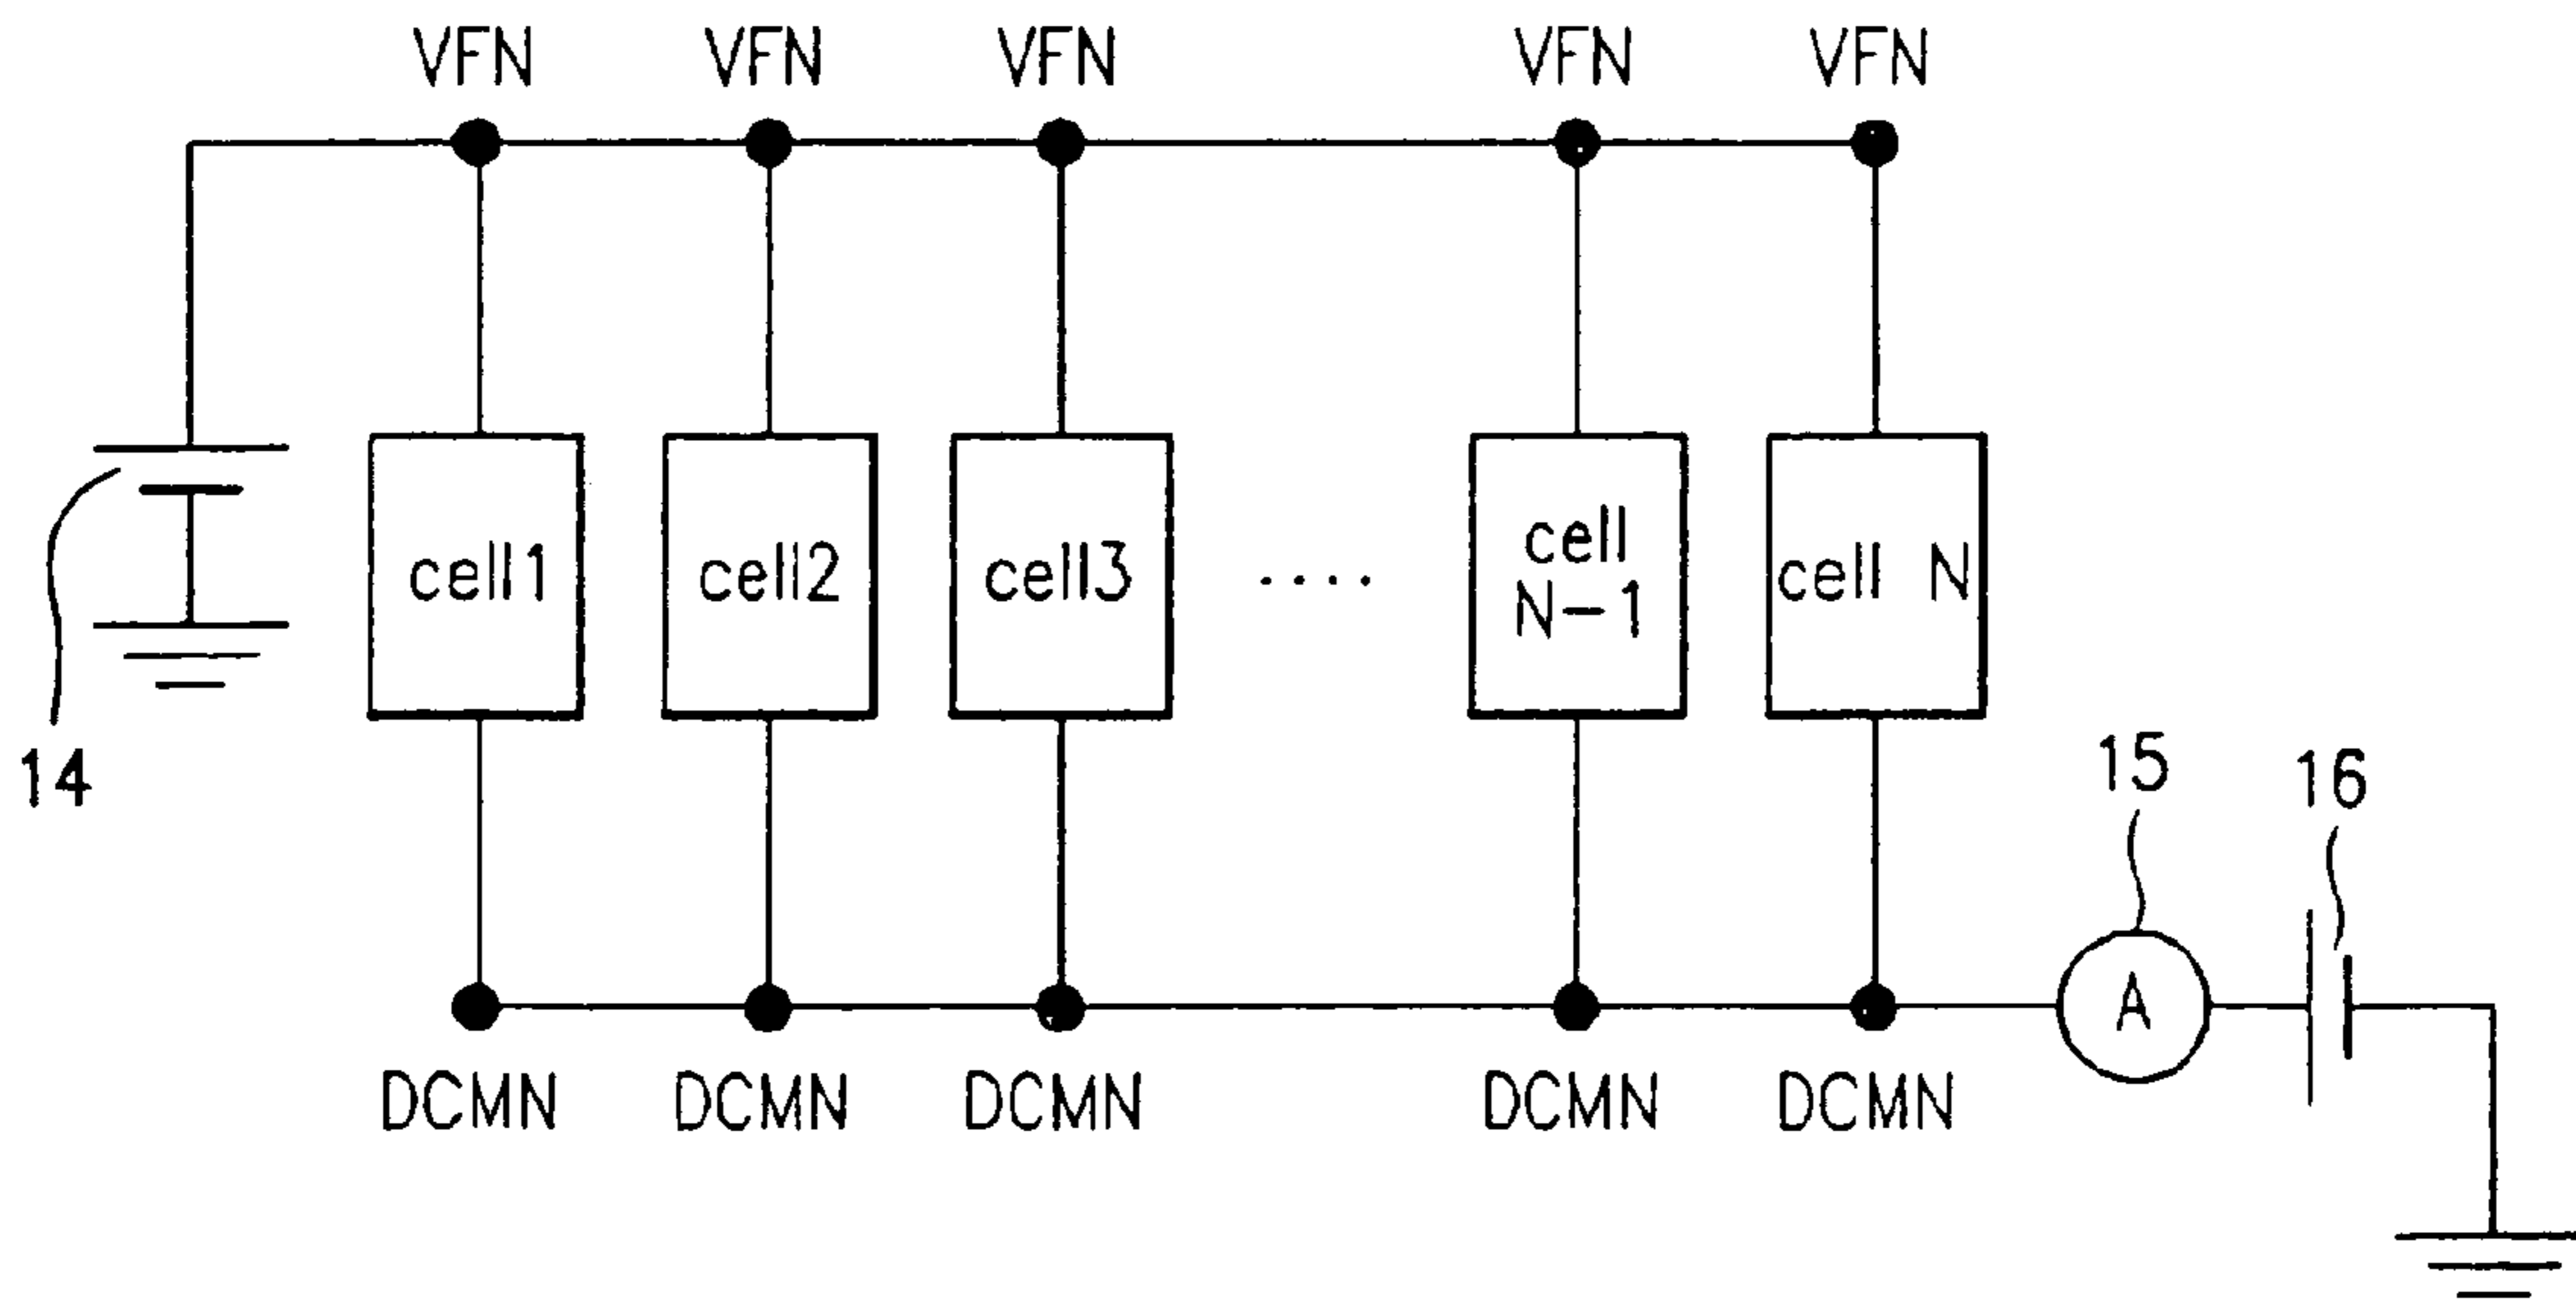 VFN VFN VFN VFN VFN
cell1 cell2 cell3 .... cell N-1 cell N
14
15
16
A
DCMN DCMN DCMN DCMN DCMN